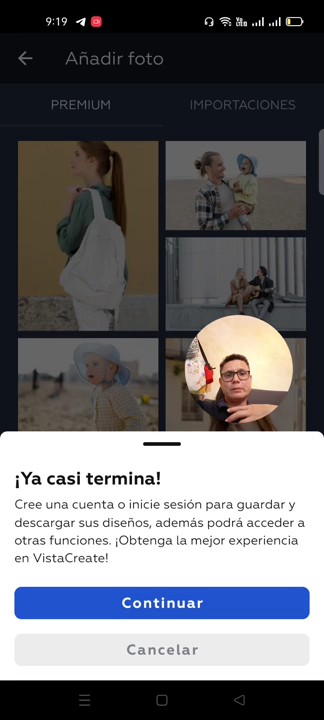 9:19
Añadir foto
PREMIUM
IMPORTACIONES
¡Ya casi termina!
Cree una cuenta o inicie sesión para guardar y
descargar sus diseños, además podrá acceder a
otras funciones. ¡Obtenga la mejor experiencia
en VistaCreate!
Continuar
Cancelar